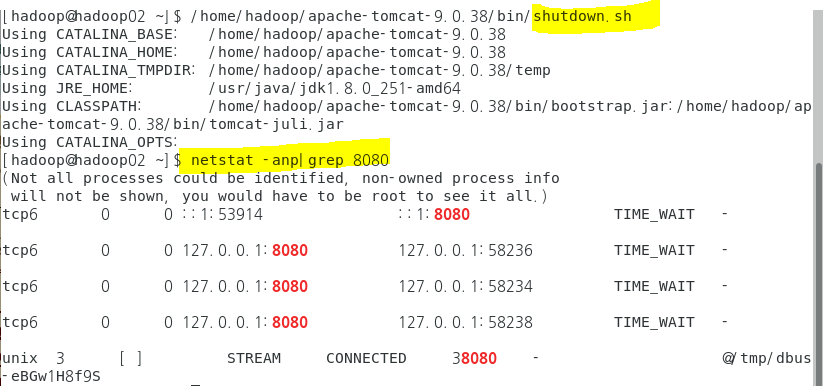 [hadoop@hadoop02 ~]$ /home/hadoop/apache-tomcat-9.0.38/bin/shutdown.sh
Using CATALINA_BASE:   /home/hadoop/apache-tomcat-9.0.38
Using CATALINA_HOME:   /home/hadoop/apache-tomcat-9.0.38
Using CATALINA_TMPDIR: /home/hadoop/apache-tomcat-9.0.38/temp
Using JRE_HOME:        /usr/java/jdk1.8.0_251-amd64
Using CLASSPATH:       /home/hadoop/apache-tomcat-9.0.38/bin/bootstrap.jar:/home/hadoop/ap
ache-tomcat-9.0.38/bin/tomcat-juli.jar
Using CATALINA_OPTS:
[hadoop@hadoop02 ~]$ netstat -anp|grep 8080
(Not all processes could be identified, non-owned process info
 will not be shown, you would have to be root to see it all.)
tcp6       0      0 ::1:53914               ::1:8080                TIME_WAIT   -
tcp6       0      0 127.0.0.1:8080          127.0.0.1:58236         TIME_WAIT   -
tcp6       0      0 127.0.0.1:8080          127.0.0.1:58234         TIME_WAIT   -
tcp6       0      0 127.0.0.1:8080          127.0.0.1:58238         TIME_WAIT   -
unix  3      [ ]         STREAM     CONNECTED     38080    -                    @/tmp/dbus
-eBGw1H8f9S